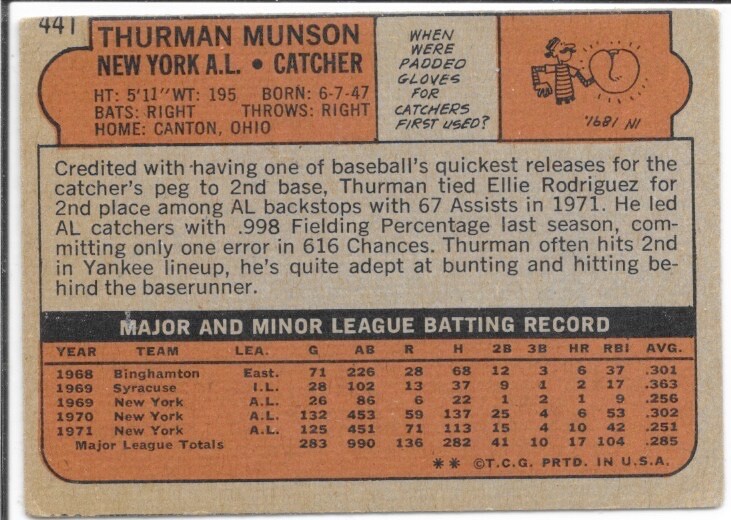 441
THURMAN MUNSON
NEW YORK A.L. • CATCHER
HT: 5'11" WT: 195 BORN: 6-7-47
BATS: RIGHT THROWS: RIGHT
HOME: CANTON, OHIO
WHEN
WERE
PADDED
GLOVES
FOR
CATCHERS
FIRST USED?
IN 1891.
Credited with having one of baseball's quickest releases for the
catcher's peg to 2nd base, Thurman tied Ellie Rodriguez for
2nd place among AL backstops with 67 Assists in 1971. He led
AL catchers with .998 Fielding Percentage last season, com-
mitting only one error in 616 Chances. Thurman often hits 2nd
in Yankee lineup, he's quite adept at bunting and hitting be-
hind the baserunner.
MAJOR AND MINOR LEAGUE BATTING RECORD
YEAR TEAM LEA. G AB R H 2B 3B HR RBI AVG.
1968 Binghamton East. 71 226 28 68 12 3 6 37 .301
1969 Syracuse I.L. 28 102 13 37 9 1 2 17 .363
1969 New York A.L. 26 86 6 22 1 2 1 9 .256
1970 New York A.L. 132 453 59 137 25 4 6 53 .302
1971 New York A.L. 125 451 71 113 15 4 10 42 .251
Major League Totals 283 990 136 282 41 10 17 104 .285
** ©T.C.G. PRTD. IN U.S.A.